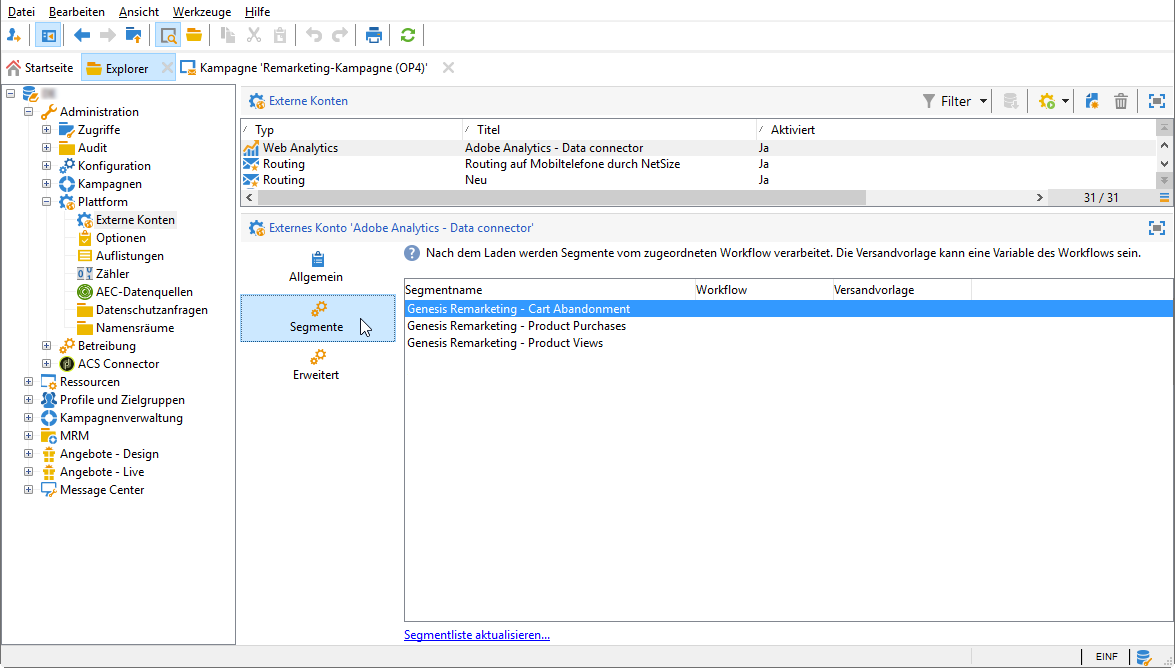 Datei Bearbeiten Ansicht Werkzeuge Hilfe
Startseite Explorer Kampagne 'Remarketing-Kampagne (OP4)'
Administration
Zugriffe
Audit
Konfiguration
Kampagnen
Plattform
Externe Konten
Optionen
Auflistungen
Zähler
AEC-Datenquellen
Datenschutzanfragen
Namensräume
Betreibung
ACS Connector
Ressourcen
Profile und Zielgruppen
Kampagnenverwaltung
MRM
Angebote - Design
Angebote - Live
Message Center
Externe Konten Filter
Typ Titel Aktiviert
Web Analytics Adobe Analytics - Data connector Ja
Routing Routing auf Mobiltelefone durch NetSize Ja
Routing Neu Ja
31 / 31
Externes Konto 'Adobe Analytics - Data connector'
Allgemein
Segmente
Erweitert
Nach dem Laden werden Segmente vom zugeordneten Workflow verarbeitet. Die Versandvorlage kann eine Variable des Workflows sein.
Segmentname Workflow Versandvorlage
Genesis Remarketing - Cart Abandonment
Genesis Remarketing - Product Purchases
Genesis Remarketing - Product Views
Segmentliste aktualisieren...
EINF